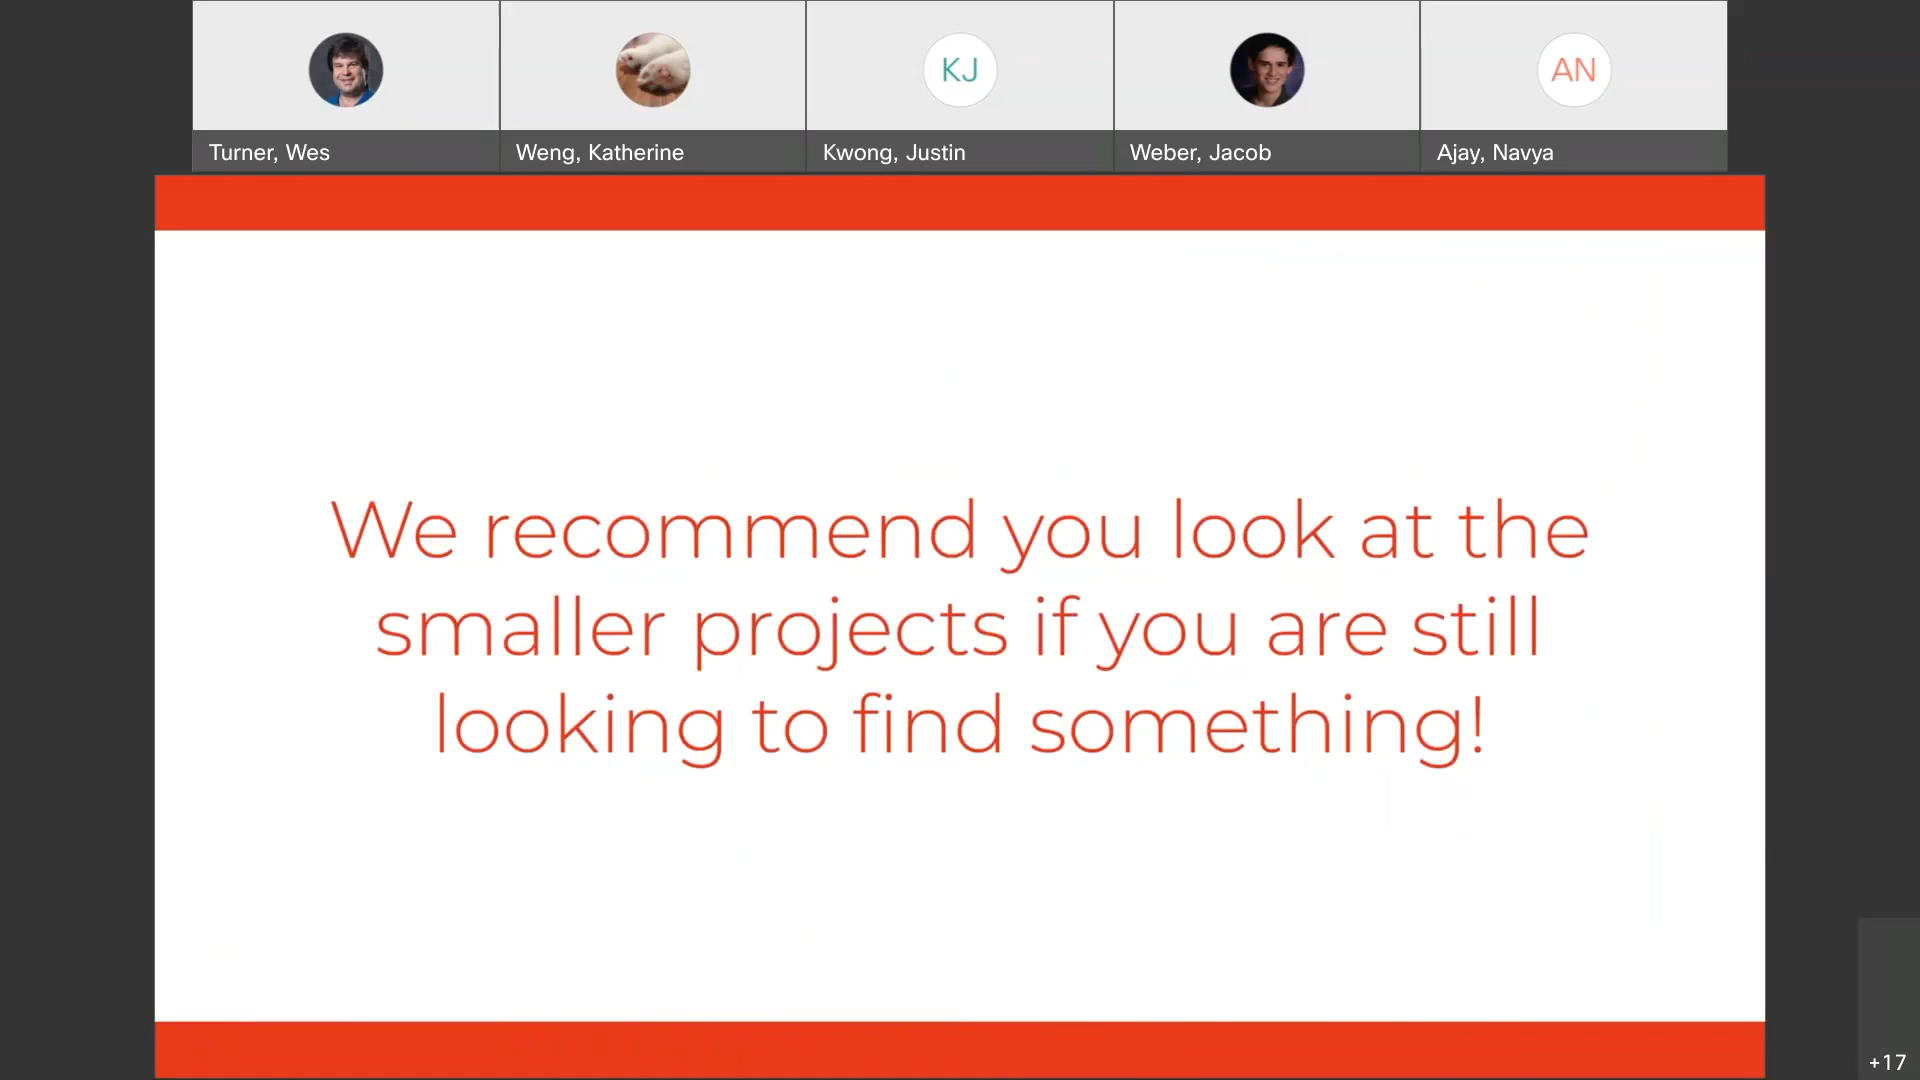 KJ
AN
Turner, Wes
Weng, Katherine
Kwong, Justin
Weber, Jacob
Ajay, Navya
We recommend you look at the
smaller projects if you are still
looking to find something!
+17